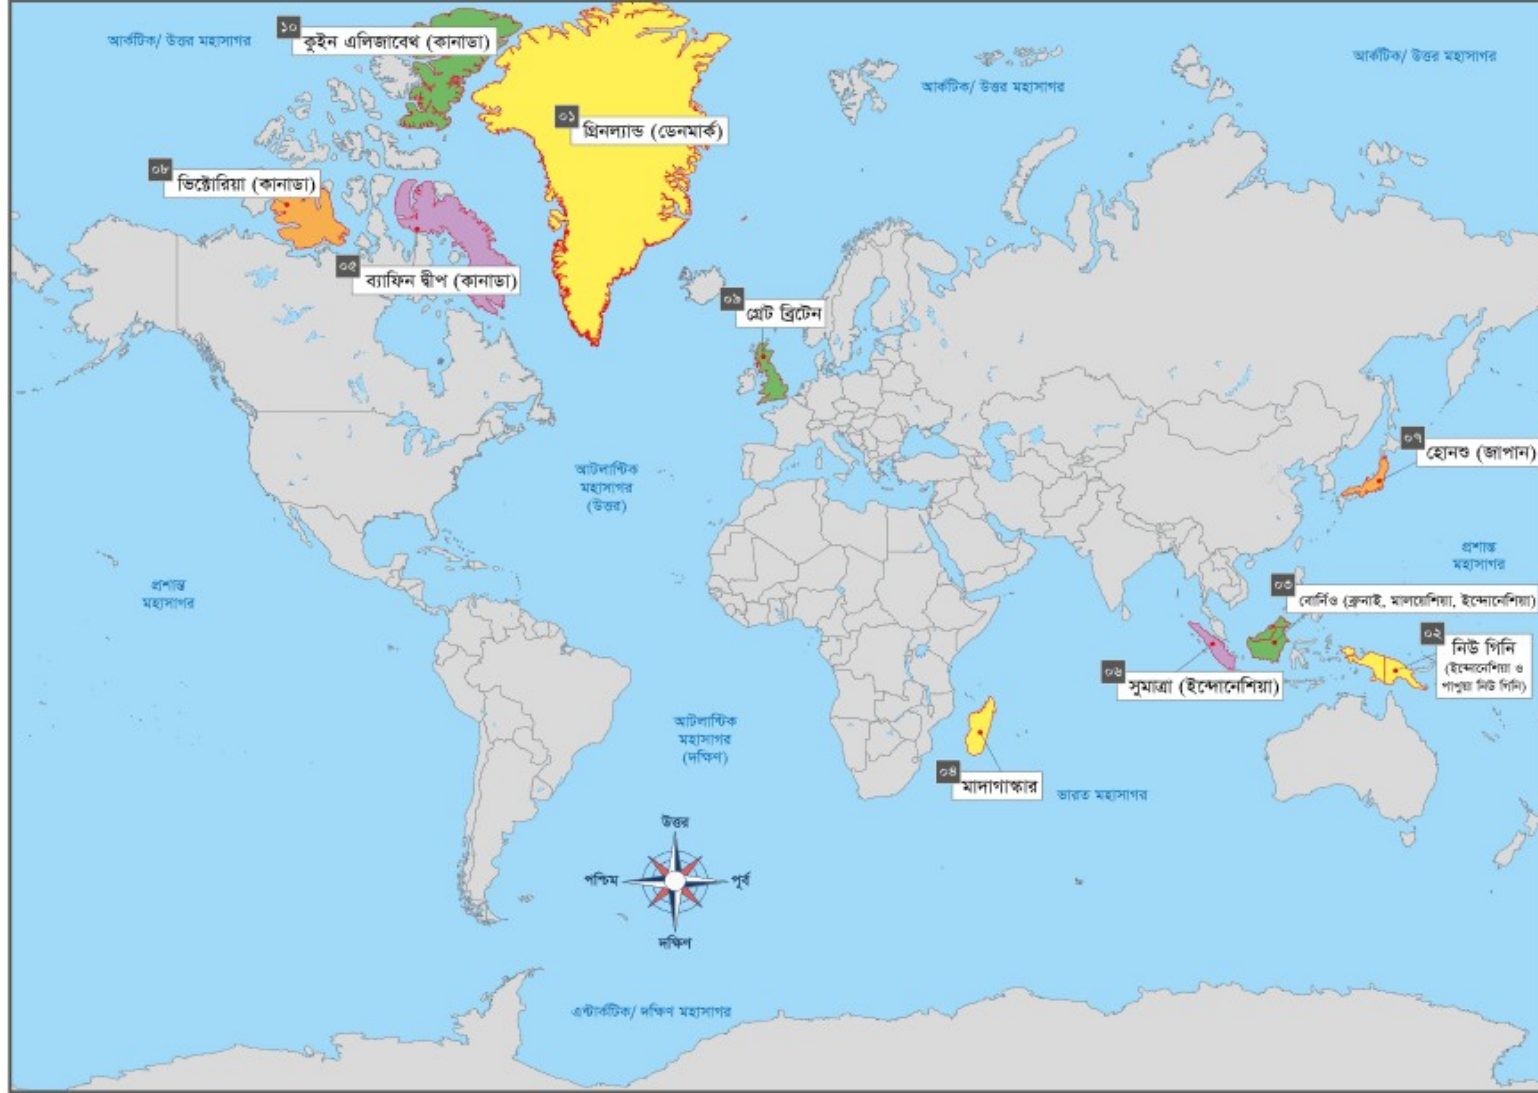 ১০
কুইন এলিজাবেথ (কানাডা)
আর্কটিক/ উত্তর মহাসাগর
আর্কটিক/ উত্তর মহাসাগর
আর্কটিক/ উত্তর মহাসাগর
০১
গ্রিনল্যান্ড (ডেনমার্ক)
০৮
ভিক্টোরিয়া (কানাডা)
০৫
ব্যাফিন দ্বীপ (কানাডা)
০৯
গ্রেট ব্রিটেন
০৭
হোনশু (জাপান)
আটলান্টিক
মহাসাগর
(উত্তর)
প্রশান্ত
মহাসাগর
প্রশান্ত
মহাসাগর
০৩
বোর্নিও (ব্রুনাই, মালয়েশিয়া, ইন্দোনেশিয়া)
০২
নিউ গিনি
(ইন্দোনেশিয়া ও
পাপুয়া নিউ গিনি)
০৬
সুমাত্রা (ইন্দোনেশিয়া)
আটলান্টিক
মহাসাগর
(দক্ষিণ)
০৪
মাদাগাস্কার
ভারত মহাসাগর
উত্তর
পশ্চিম
পূর্ব
দক্ষিণ
এন্টার্কটিক/ দক্ষিণ মহাসাগর